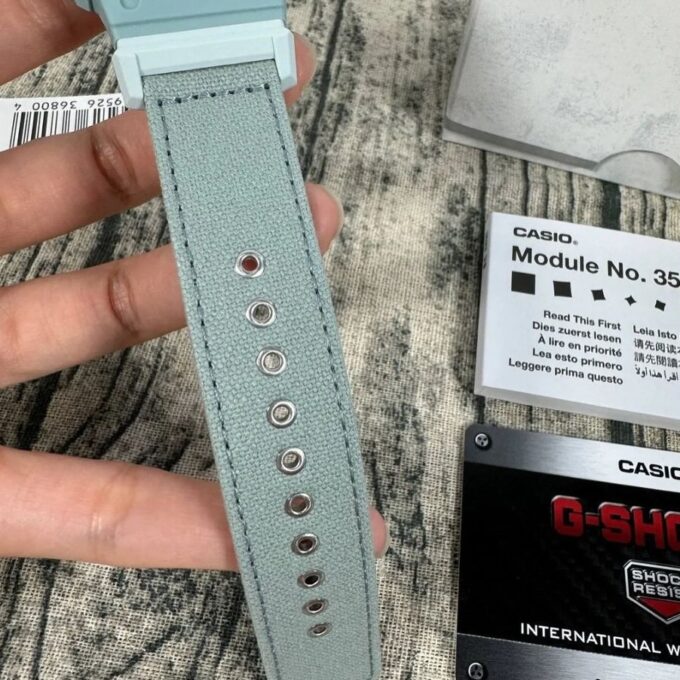 9526 36800 4
CASIO®
Module No. 35
Read This First
Dies zuerst lesen
À lire en priorité
Lea esto primero
Leggere prima questo
Leia Isto
请先阅读本
請先閱讀
اقرأ هذا أولاً
CASIO
G-SHO
SHOC
RESIS
INTERNATIONAL W